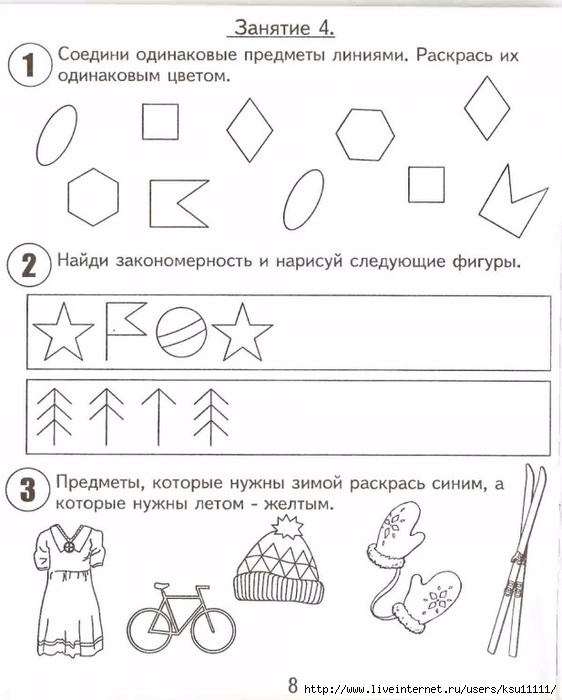 Занятие 4.
1 Соедини одинаковые предметы линиями. Раскрась их
одинаковым цветом.
2 Найди закономерность и нарисуй следующие фигуры.
3 Предметы, которые нужны зимой раскрась синим, а
которые нужны летом - желтым.
8
http://www.liveinternet.ru/users/ksu11111/